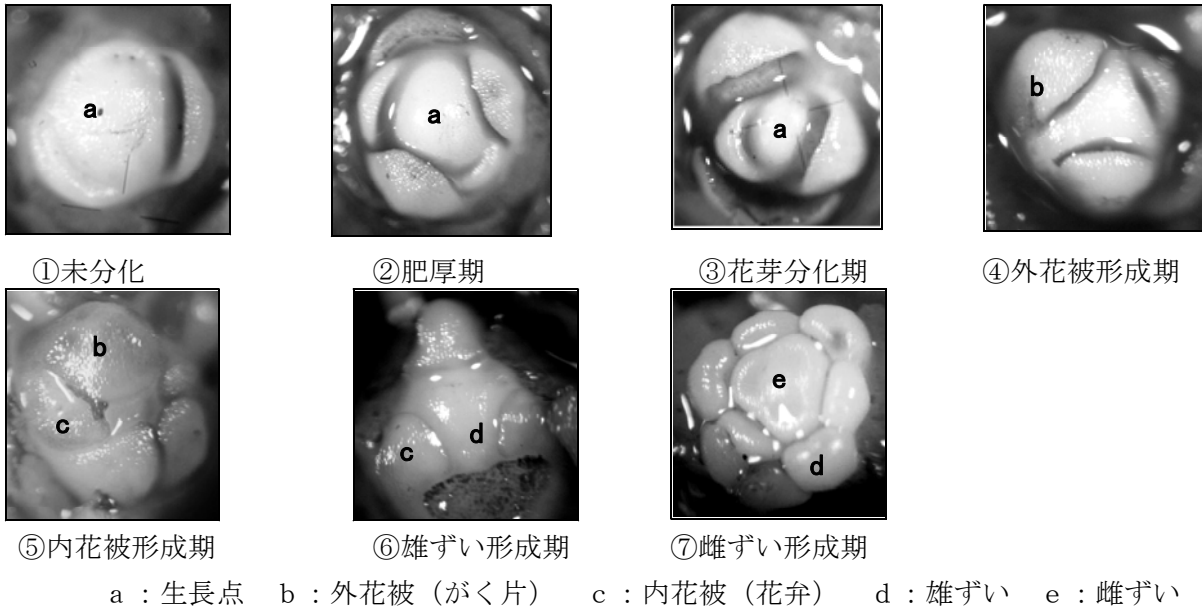 a
a
a
b
①未分化
②肥厚期
③花芽分化期
④外花被形成期
b
c
c
d
e
d
⑤内花被形成期
⑥雄ずい形成期
⑦雌ずい形成期
a：生長点　b：外花被（がく片）　c：内花被（花弁）　d：雄ずい　e：雌ずい